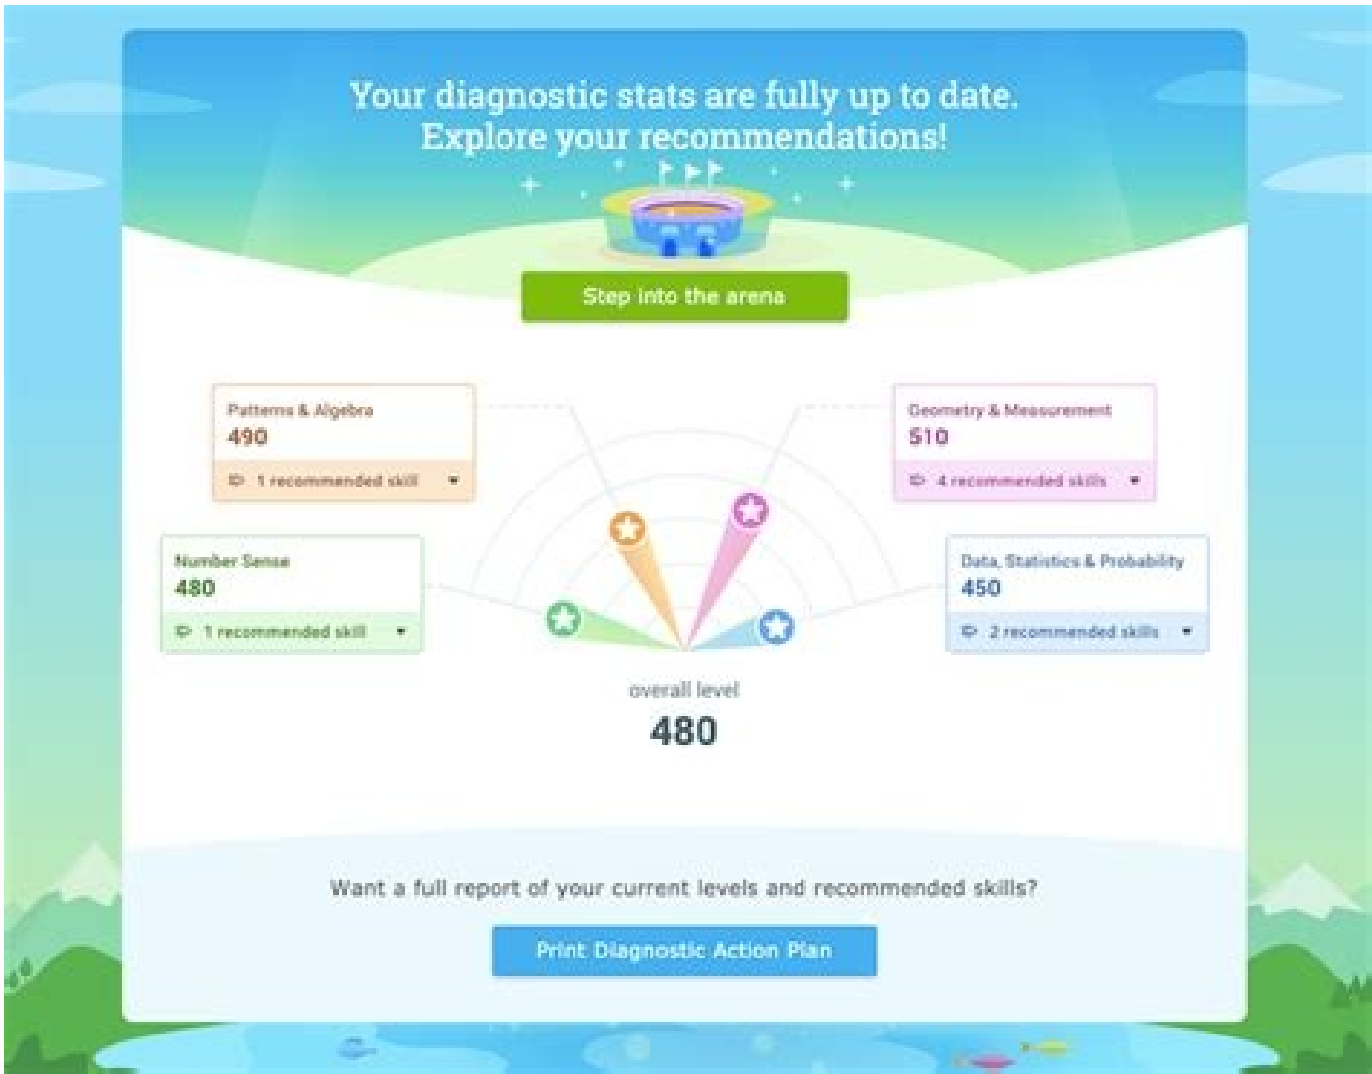 Your diagnostic stats are fully up to date.
Explore your recommendations!
Step into the arena
Patterns & Algebra
490
1 recommended skill
Geometry & Measurement
510
4 recommended skills
Number Sense
480
1 recommended skill
Data, Statistics & Probability
450
2 recommended skills
overall level
480
Want a full report of your current levels and recommended skills?
Print Diagnostic Action Plan